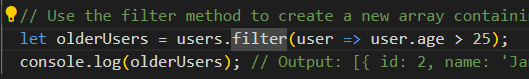 // Use the filter method to create a new array containi
let olderUsers = users.filter(user => user.age > 25);
console.log(olderUsers); // Output: [{ id: 2, name: 'Ja